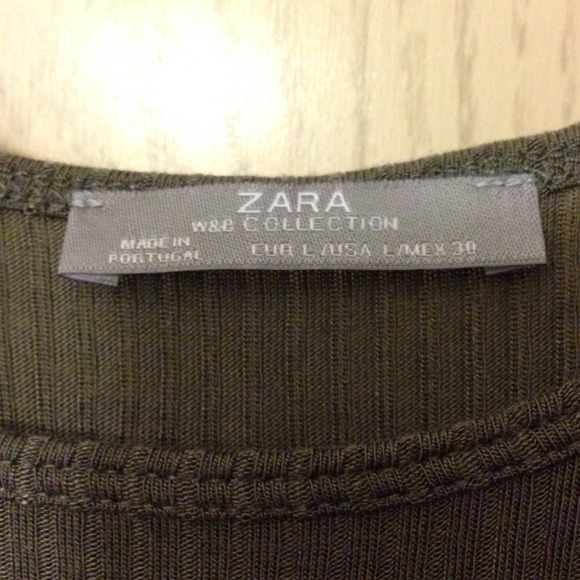 ZARA
W&B COLLECTION
MADE IN
PORTUGAL
EUR L/USA L/MEX 30